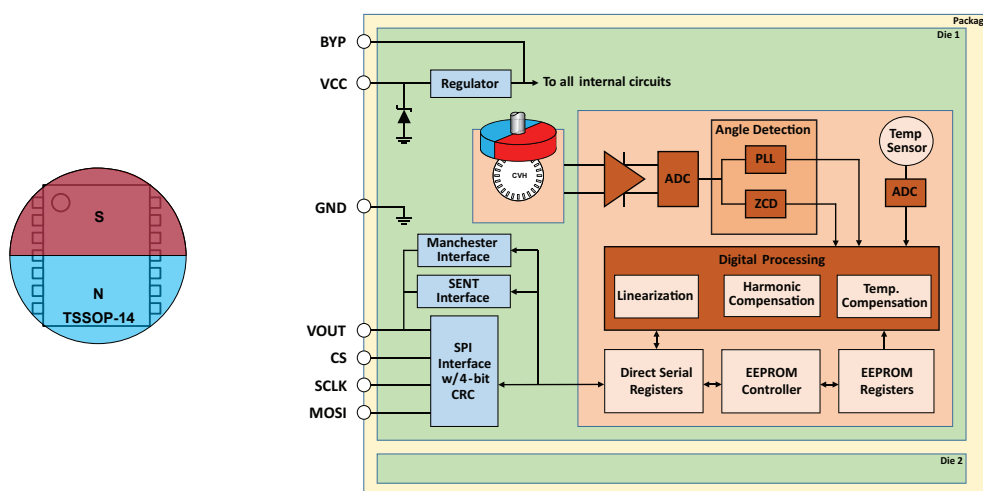 S
N
TSSOP-14
Packag
Die 1
BYP
VCC
Regulator
To all internal circuits
CVH
ADC
Angle Detection
PLL
ZCD
Temp
Sensor
ADC
GND
Manchester
Interface
SENT
Interface
Digital Processing
Linearization
Harmonic
Compensation
Temp.
Compensation
VOUT
CS
SCLK
MOSI
SPI
Interface
w/4-bit
CRC
Direct Serial
Registers
EEPROM
Controller
EEPROM
Registers
Die 2